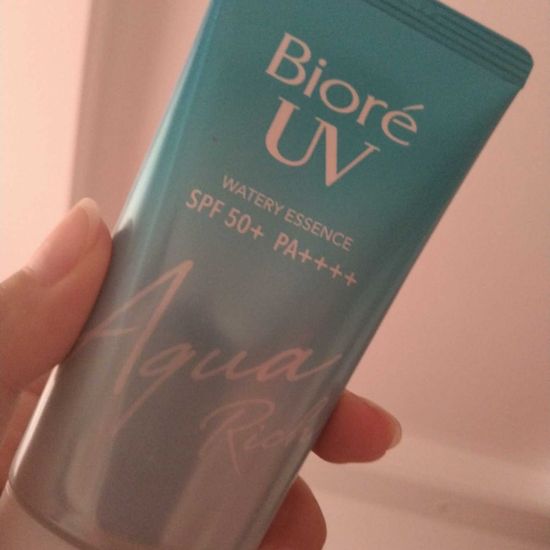 Bioré
UV
WATERY ESSENCE
SPF 50+ PA++++
Aqua
Rich